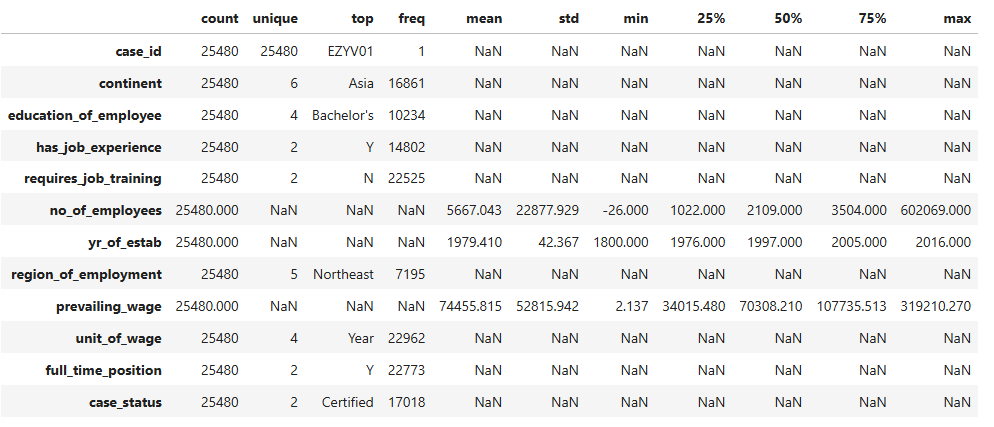 count unique top freq mean std min 25% 50% 75% max
case_id 25480 25480 EZYV01 1 NaN NaN NaN NaN NaN NaN NaN
continent 25480 6 Asia 16861 NaN NaN NaN NaN NaN NaN NaN
education_of_employee 25480 4 Bachelor's 10234 NaN NaN NaN NaN NaN NaN NaN
has_job_experience 25480 2 Y 14802 NaN NaN NaN NaN NaN NaN NaN
requires_job_training 25480 2 N 22525 NaN NaN NaN NaN NaN NaN NaN
no_of_employees 25480.000 NaN NaN NaN 5667.043 22877.929 -26.000 1022.000 2109.000 3504.000 602069.000
yr_of_estab 25480.000 NaN NaN NaN 1979.410 42.367 1800.000 1976.000 1997.000 2005.000 2016.000
region_of_employment 25480 5 Northeast 7195 NaN NaN NaN NaN NaN NaN NaN
prevailing_wage 25480.000 NaN NaN NaN 74455.815 52815.942 2.137 34015.480 70308.210 107735.513 319210.270
unit_of_wage 25480 4 Year 22962 NaN NaN NaN NaN NaN NaN NaN
full_time_position 25480 2 Y 22773 NaN NaN NaN NaN NaN NaN NaN
case_status 25480 2 Certified 17018 NaN NaN NaN NaN NaN NaN NaN